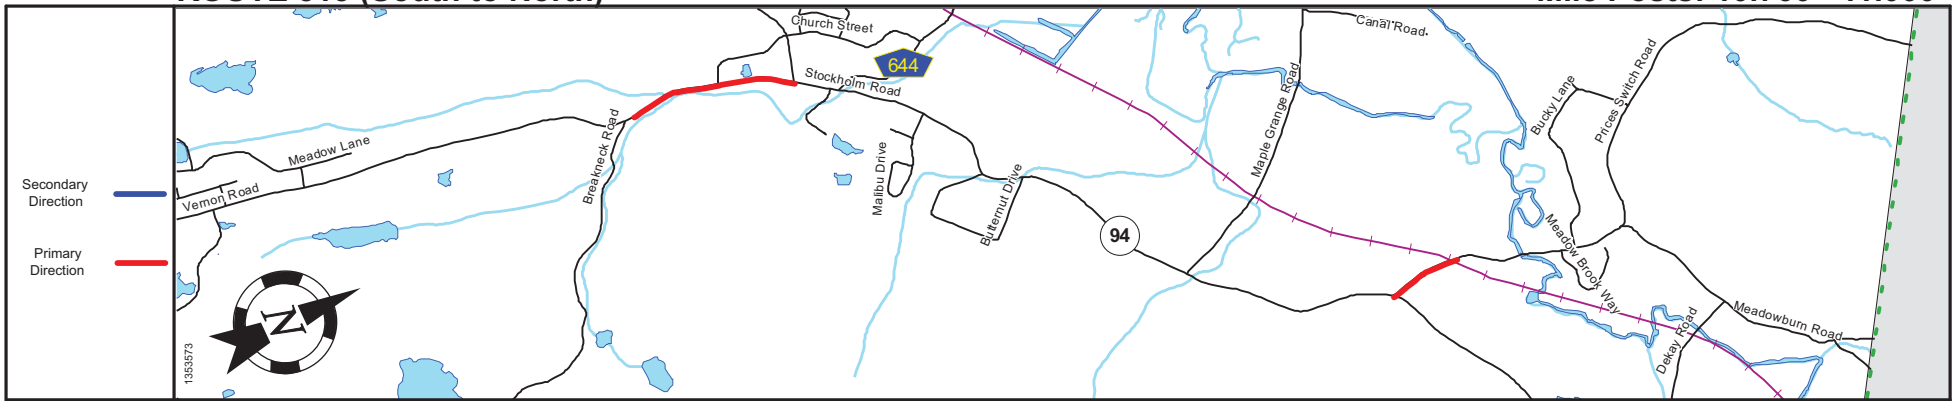 Secondary
Direction
Primary
Direction
Church Street
644
Stockholm Road
Canal Road
Maple Grange Road
Bucky Lane
Prices Switch Road
Meadow Lane
Vernon Road
Breakneck Road
Malibu Drive
Butternut Drive
94
Meadow Brook Way
Meadowburn Road
Dekay Road
N
1353573